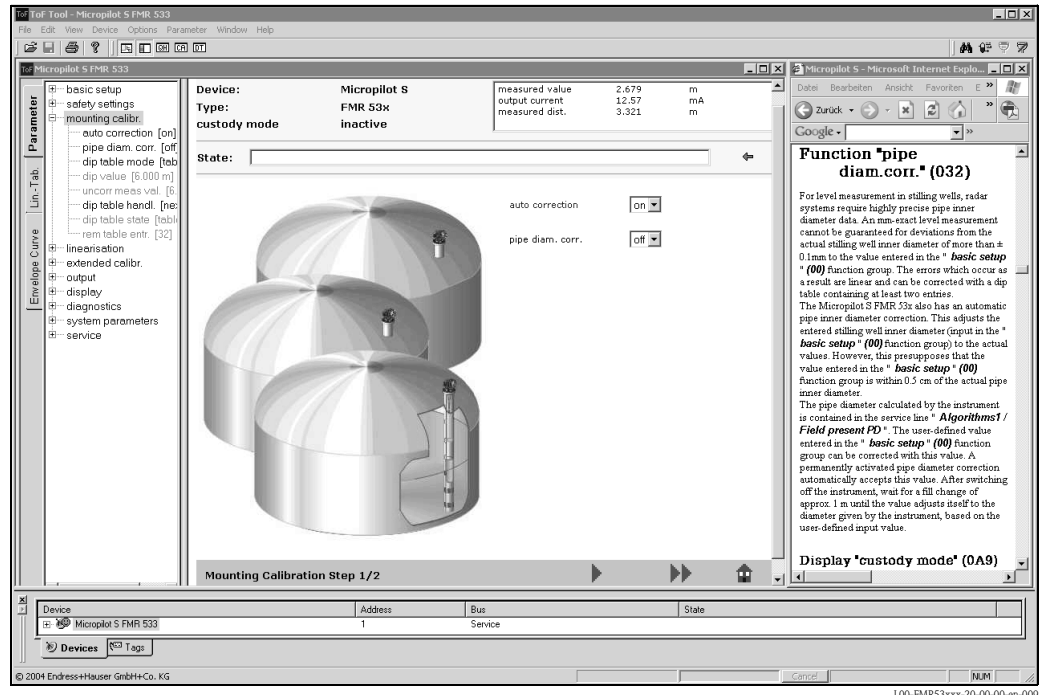 ToF Tool - Micropilot S FMR 533
File Edit View Device Options Parameter Window Help
Micropilot S FMR 533
Parameter
Lin.-Tab.
Envelope Curve
basic setup
safety settings
mounting calibr.
auto correction [on]
pipe diam. corr. [off
dip table mode [tab
dip value [6.000 m]
uncorr meas val. [6.
dip table handl. [ne
dip table state [tabl
rem table entr. [32]
linearisation
extended calibr.
output
display
diagnostics
system parameters
service
Device: Micropilot S
Type: FMR 53x
custody mode inactive
measured value 2.679 m
output current 12.57 mA
measured dist. 3.321 m
State:
auto correction on
pipe diam. corr. off
Mounting Calibration Step 1/2
Micropilot S - Microsoft Internet Explo...
Datei Bearbeiten Ansicht Favoriten E »
Zurück »
Google »
Function "pipe
diam.corr." (032)
For level measurement in stilling wells, radar
systems require highly precise pipe inner
diameter data. An mm-exact level measurement
cannot be guaranteed for deviations from the
actual stilling well inner diameter of more than ±
0.1mm to the value entered in the " basic setup
" (00) function group. The errors which occur as
a result are linear and can be corrected with a dip
table containing at least two entries.
The Micropilot S FMR 53x also has an automatic
pipe inner diameter correction. This adjusts the
entered stilling well inner diameter (input in the "
basic setup " (00) function group) to the actual
values. However, this presupposes that the
value entered in the " basic setup " (00)
function group is within 0.5 cm of the actual pipe
inner diameter.
The pipe diameter calculated by the instrument
is contained in the service line " Algorithms1 /
Field present PD ". The user-defined value
entered in the " basic setup " (00) function
group can be corrected with this value. A
permanently activated pipe diameter correction
automatically accepts this value. After switching
off the instrument, wait for a fill change of
approx. 1 m until the value adjusts itself to the
diameter given by the instrument, based on the
user-defined input value.
Display "custody mode" (0A9)
Device Address Bus State
Micropilot S FMR 533 1 Service
Devices Tags
© 2004 Endress+Hauser GmbH+Co. KG Cancel NUM
L00-FMR53xxx-20-00-00-en-009